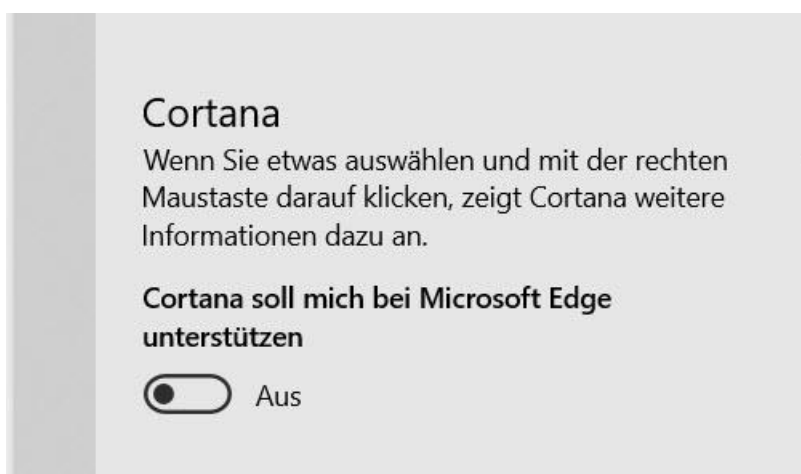 Cortana
Wenn Sie etwas auswählen und mit der rechten
Maustaste darauf klicken, zeigt Cortana weitere
Informationen dazu an.
Cortana soll mich bei Microsoft Edge
unterstützen
Aus